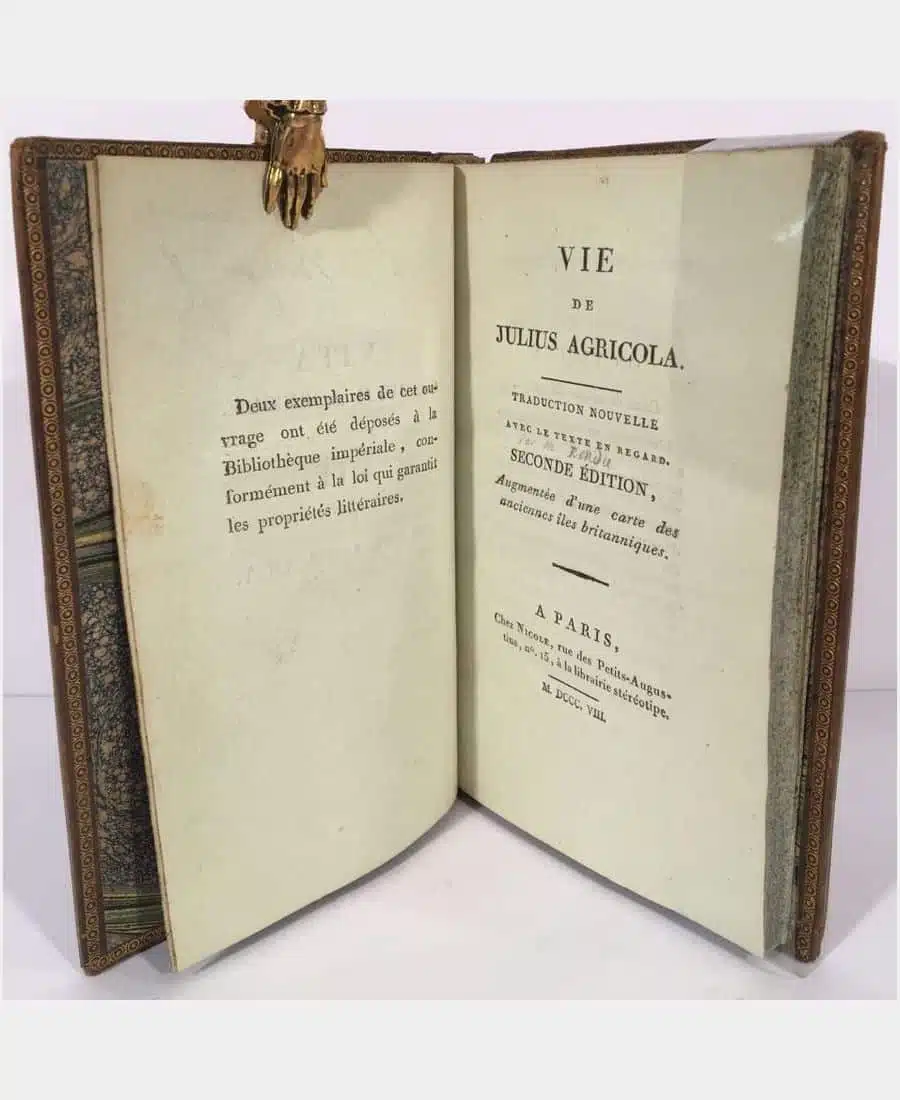 Deux exemplaires de cet ou-
vrage ont été déposés à la
Bibliothèque impériale, con-
formément à la loi qui garantit
les propriétés littéraires.
VIE
DE
JULIUS AGRICOLA.
TRADUCTION NOUVELLE
AVEC LE TEXTE EN REGARD.
par M. Rendu
SECONDE ÉDITION,
Augmentée d'une carte des
anciennes îles britanniques.
A PARIS,
Chez NICOLE, rue des Petits-Augus-
tins, nº. 15, à la librairie stéréotipe.
M. DCCC. VIII.